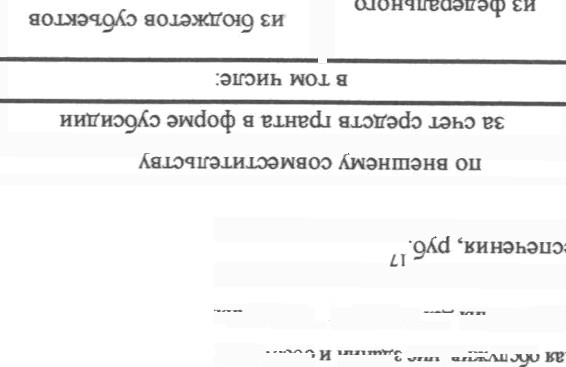 зданий и
еспечения, руб.17
по внешнему совместительству
за счет средств гранта в форме субсидии
в том числе:
из федерального
из бюджетов субъектов